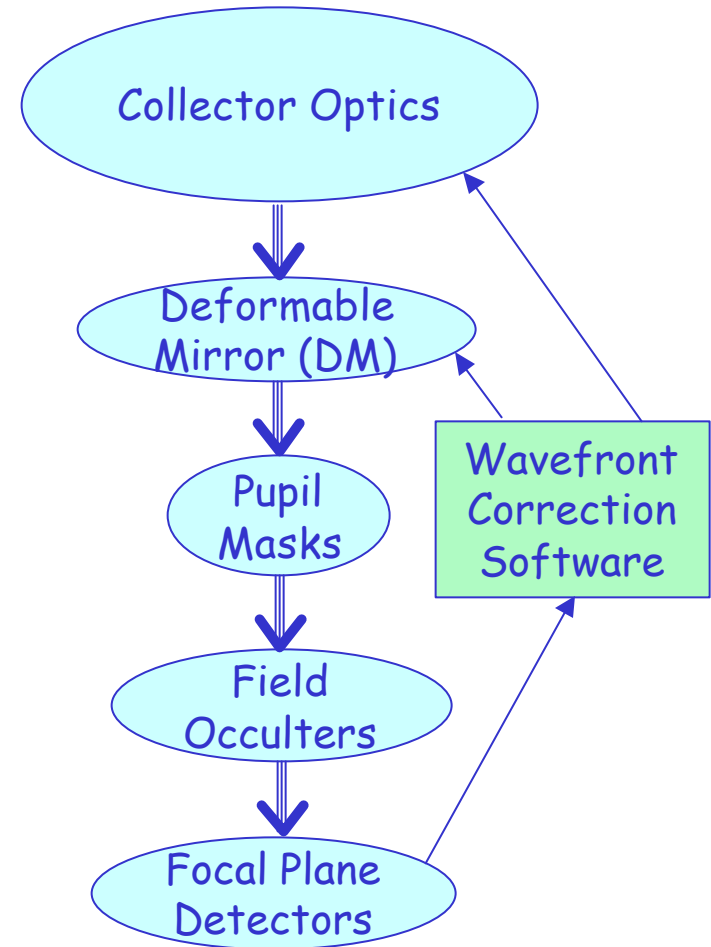 Collector Optics
Deformable
Mirror (DM)
Pupil
Masks
Wavefront
Correction
Software
Field
Occulters
Focal Plane
Detectors